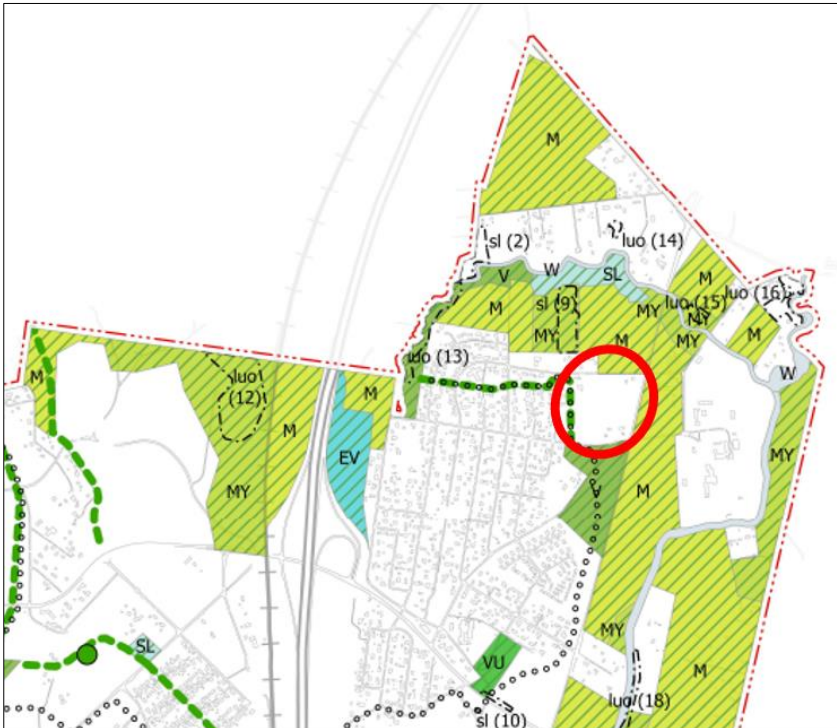 M
sl (2)
luo (14)
V
W
SL
M
luo (15)
luo (16)
sl (9)
M
MY
MY
M
MY
M
W
luo (13)
M
luo
(12)
M
M
EV
MY
MY
V
M
MY
SL
VU
M
luo (18)
sl (10)